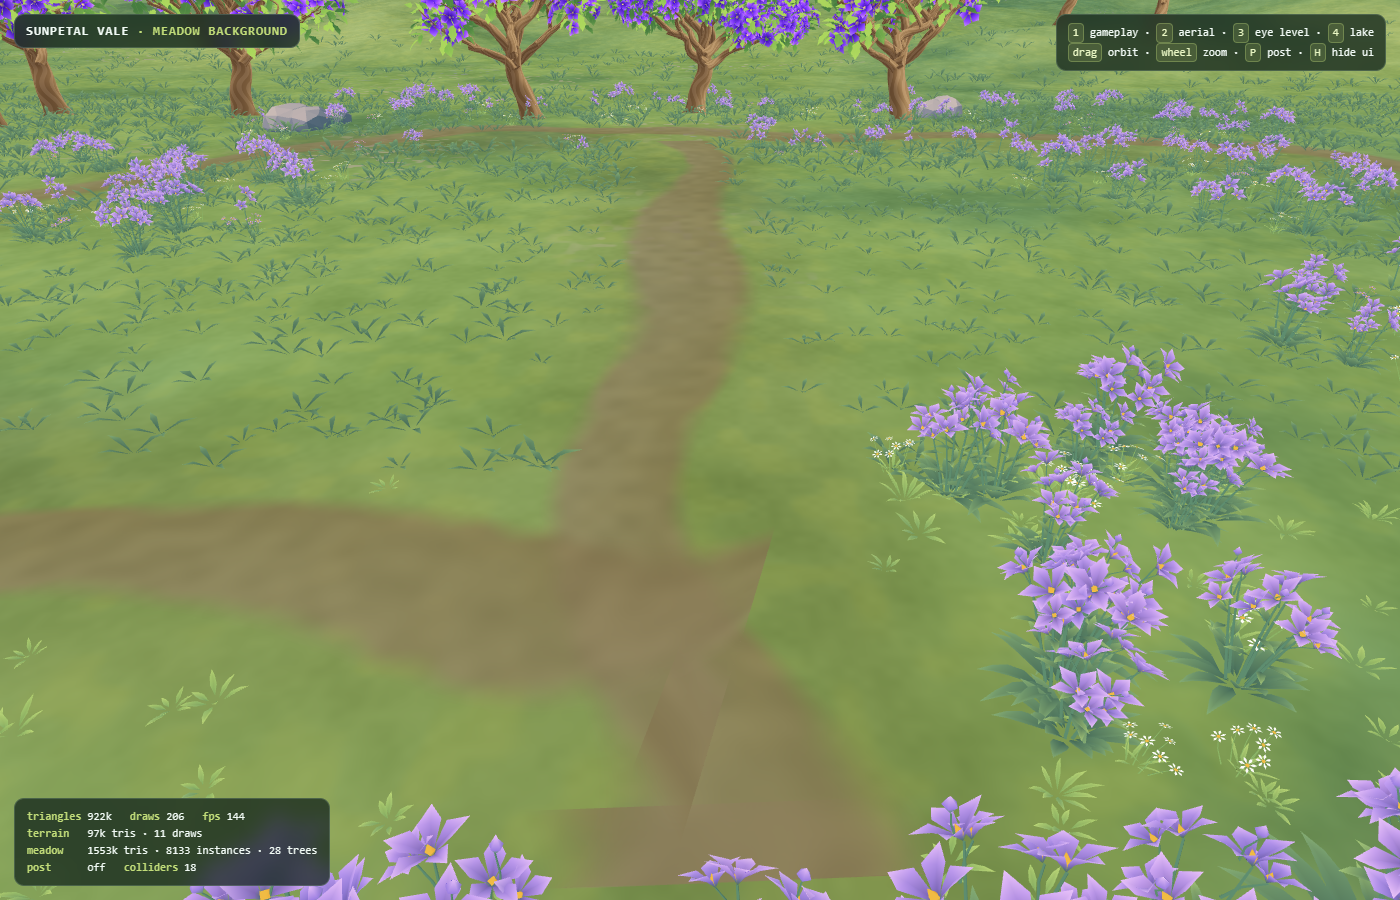 SUNPETAL VALE · MEADOW BACKGROUND
1 gameplay · 2 aerial · 3 eye level · 4 lake
drag orbit · wheel zoom · P post · H hide ui
triangles 922k draws 206 fps 144
terrain 97k tris · 11 draws
meadow 1553k tris · 8133 instances · 28 trees
post off colliders 18